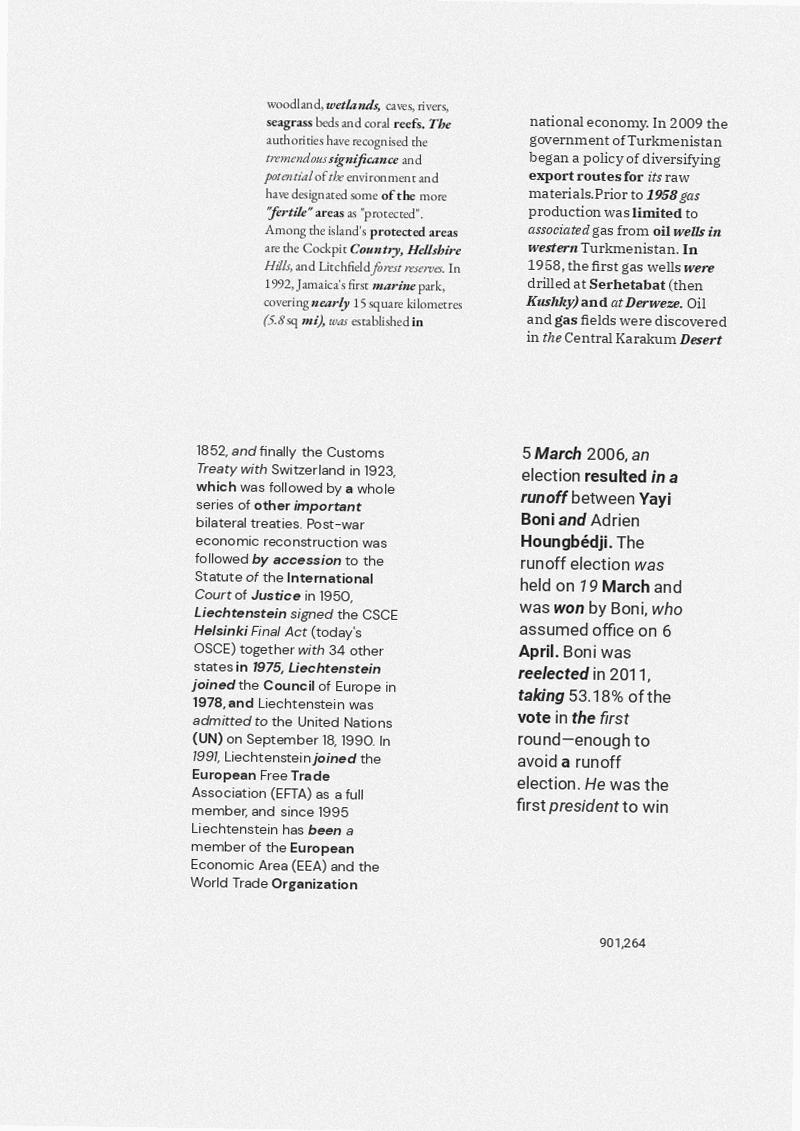 woodland, wetlands, caves, rivers,
seagrass beds and coral reefs. The
authorities have recognised the
tremendous significance and
potential of the environment and
have designated some of the more
"fertile" areas as "protected".
Among the island's protected areas
are the Cockpit Country, Hellshire
Hills, and Litchfield forest reserves. In
1992, Jamaica's first marine park,
covering nearly 15 square kilometres
(5.8 sq mi), was established in
national economy. In 2009 the
government of Turkmenistan
began a policy of diversifying
export routes for its raw
materials.Prior to 1958 gas
production was limited to
associated gas from oil wells in
western Turkmenistan. In
1958, the first gas wells were
drilled at Serhetabat (then
Kushky) and at Derweze. Oil
and gas fields were discovered
in the Central Karakum Desert
1852, and finally the Customs
Treaty with Switzerland in 1923,
which was followed by a whole
series of other important
bilateral treaties. Post-war
economic reconstruction was
followed by accession to the
Statute of the International
Court of Justice in 1950,
Liechtenstein signed the CSCE
Helsinki Final Act (today's
OSCE) together with 34 other
states in 1975, Liechtenstein
joined the Council of Europe in
1978, and Liechtenstein was
admitted to the United Nations
(UN) on September 18, 1990. In
1991, Liechtenstein joined the
European Free Trade
Association (EFTA) as a full
member, and since 1995
Liechtenstein has been a
member of the European
Economic Area (EEA) and the
World Trade Organization
5 March 2006, an
election resulted in a
runoff between Yayi
Boni and Adrien
Houngbédji. The
runoff election was
held on 19 March and
was won by Boni, who
assumed office on 6
April. Boni was
reelected in 2011,
taking 53.18% of the
vote in the first
round—enough to
avoid a runoff
election. He was the
first president to win
901,264